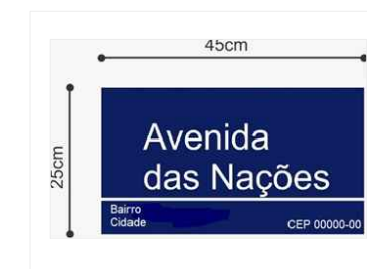 45cm
25cm
Avenida
das Nações
Bairro
Cidade
CEP 00000-00